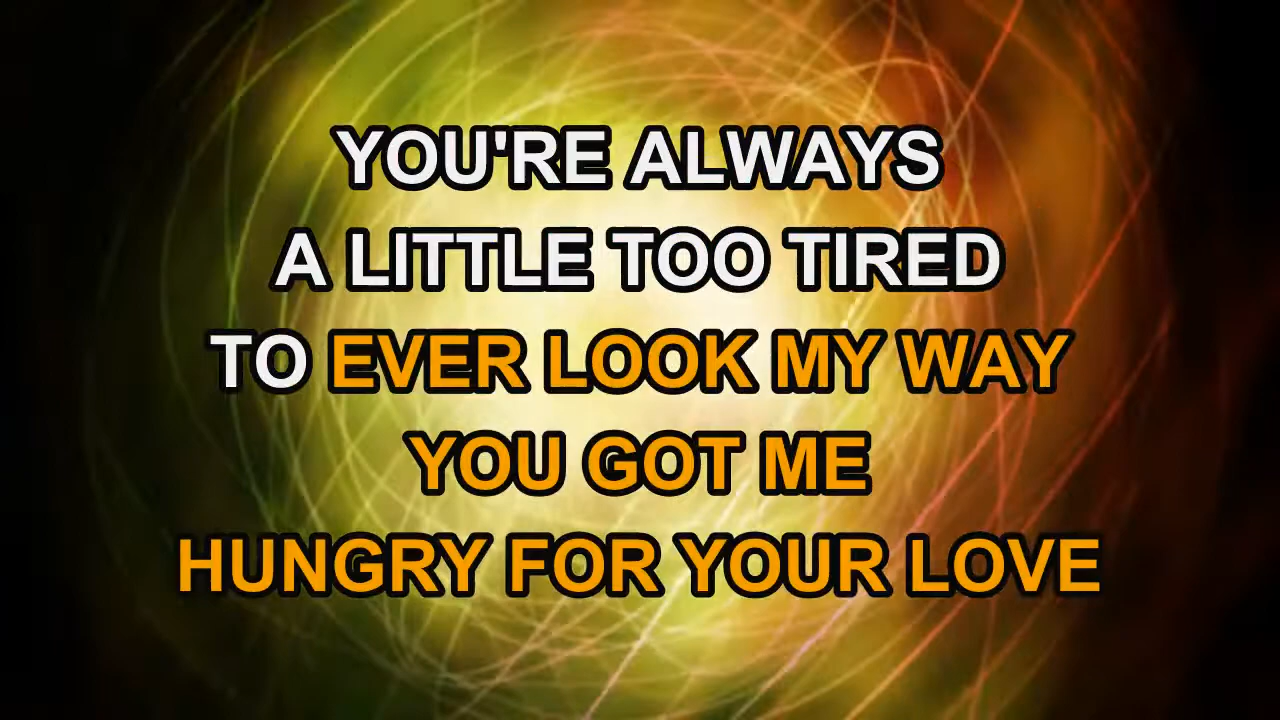 YOU'RE ALWAYS
A LITTLE TOO TIRED
TO EVER LOOK MY WAY
YOU GOT ME
HUNGRY FOR YOUR LOVE